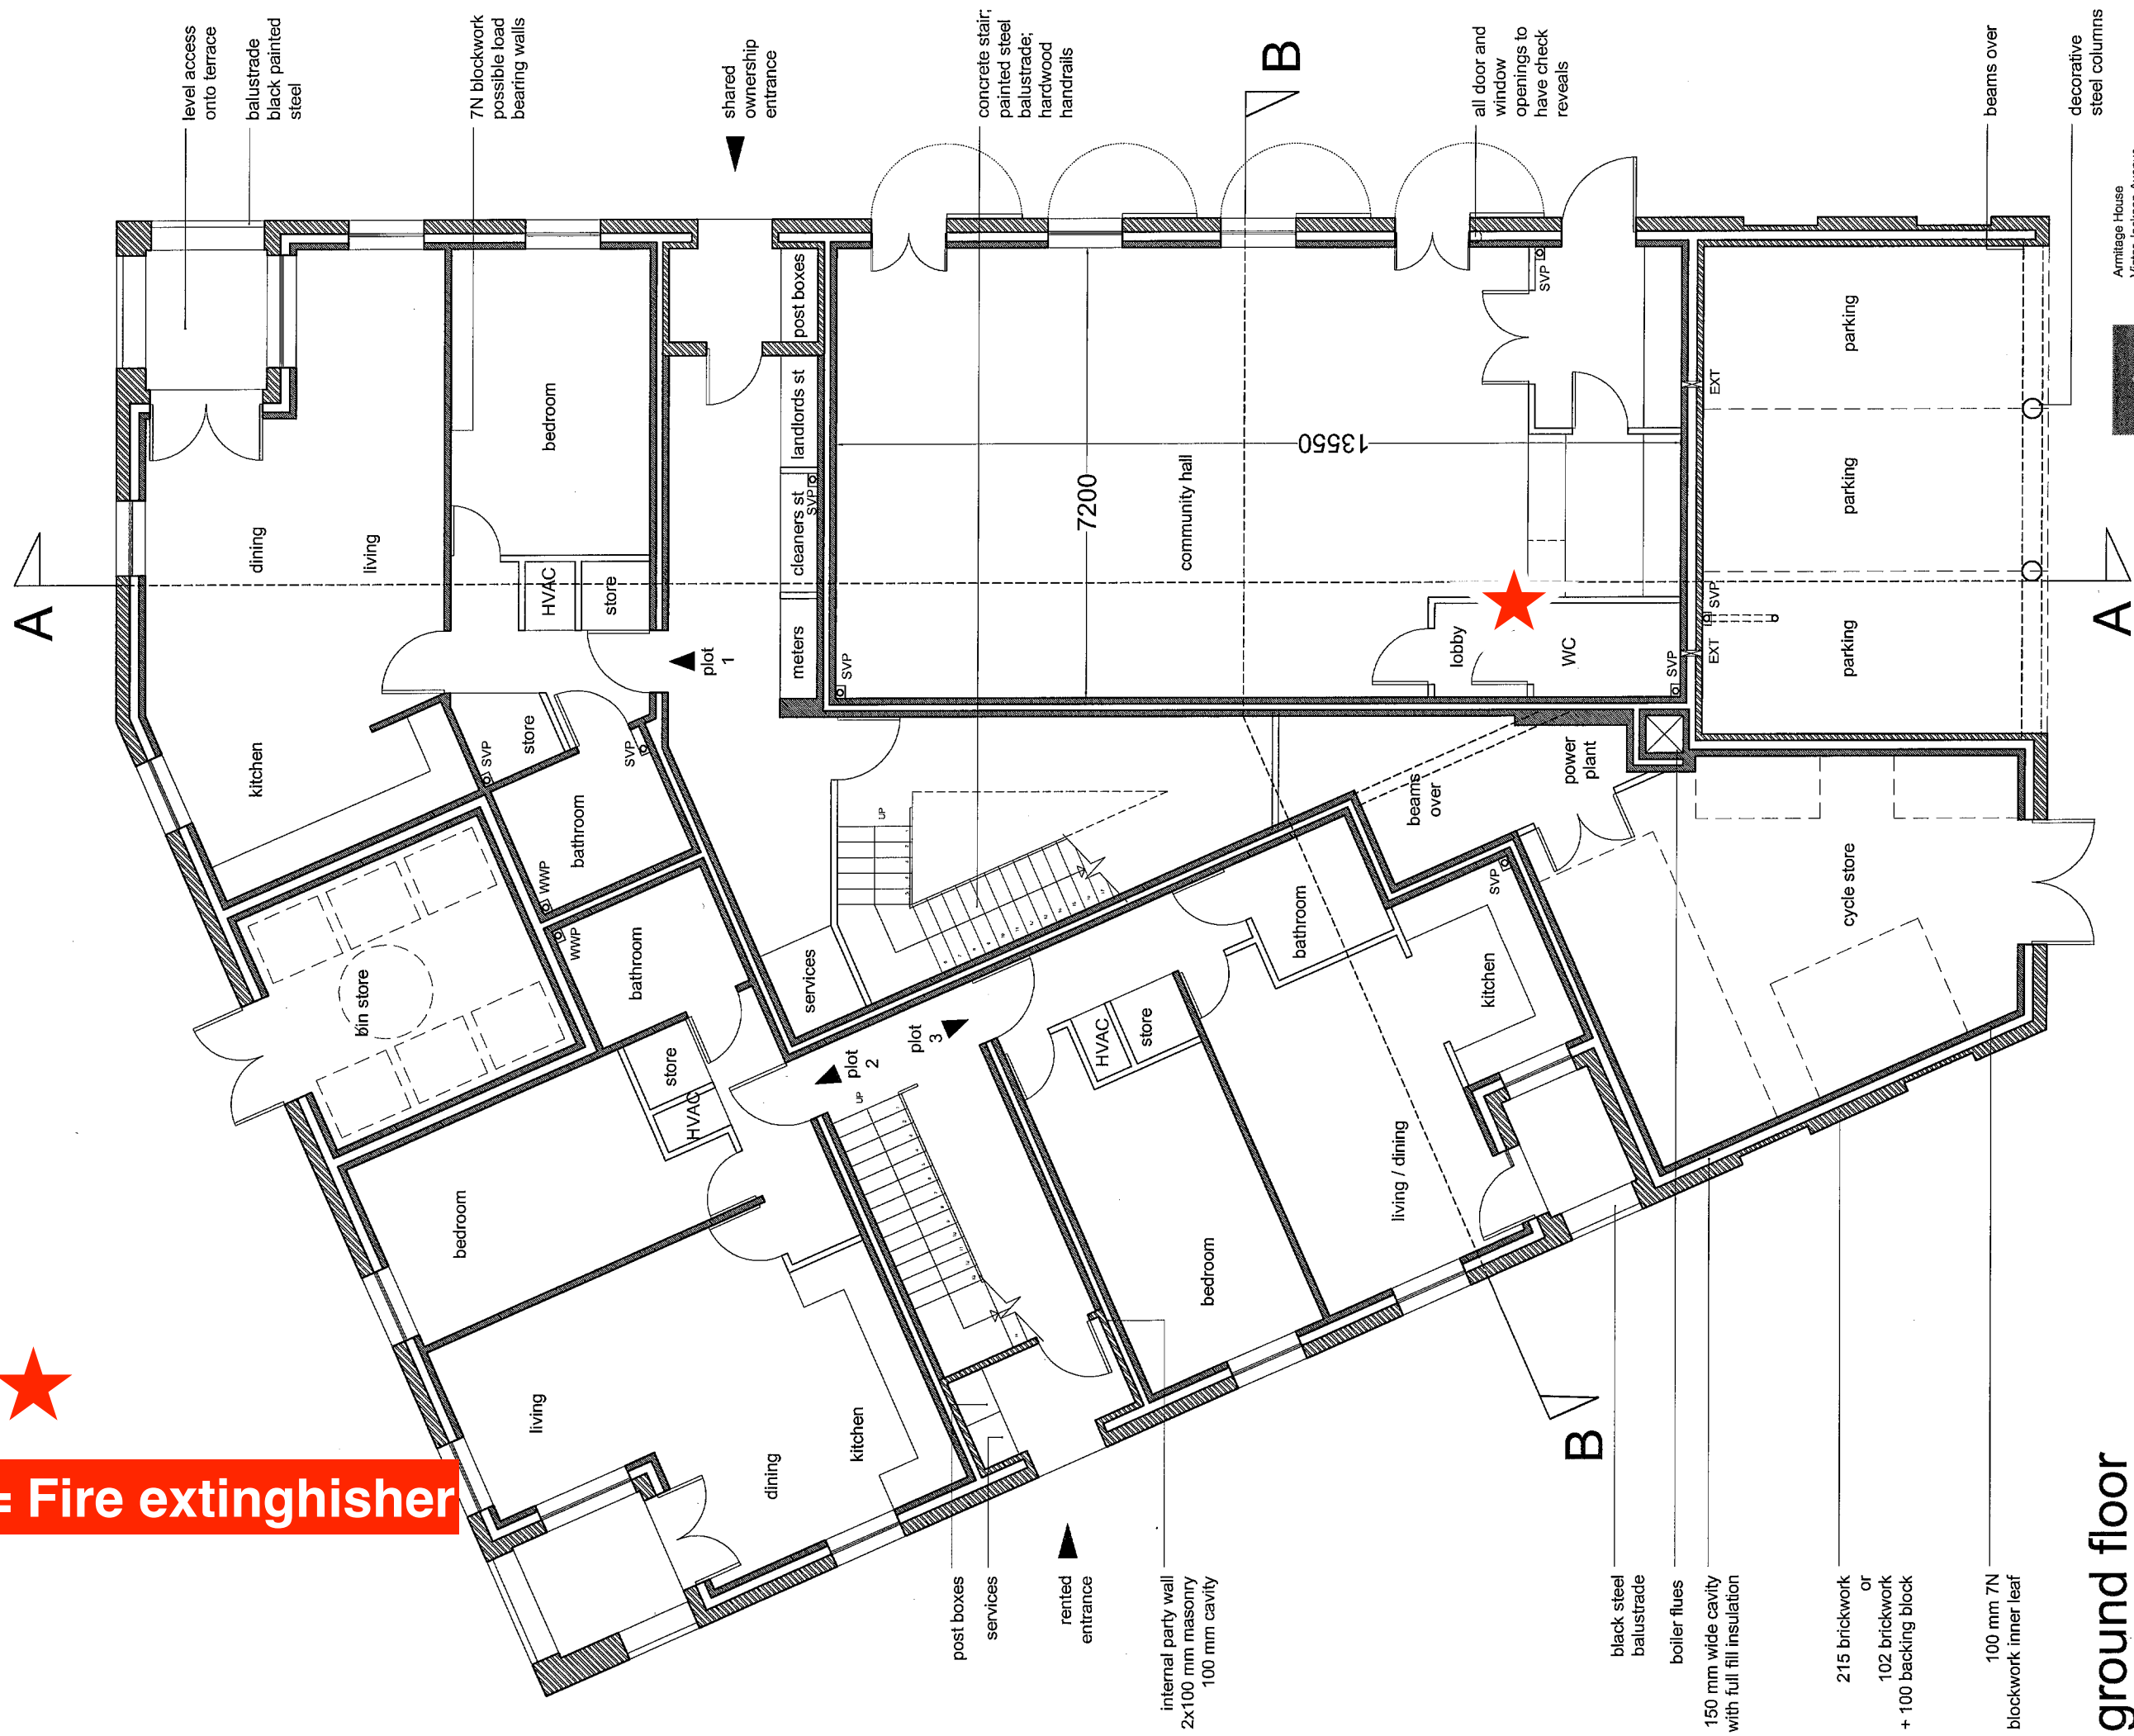 level access
onto terrace
balustrade
black painted
steel
7N blockwork
possible load
bearing walls
shared
ownership
entrance
concrete stair;
painted steel
balustrade;
hardwood
handrails
B
all door and
window
openings to
have check
reveals
beams over
decorative
steel columns
Armitage House
A
dining
living
kitchen
bedroom
HVAC
store
store
SVP
SVP
bathroom
WWP
plot
1
post boxes
landlords st
cleaners st
SVP
meters
community hall
7200
13550
SVP
SVP
lobby
WC
SVP
EXT
EXT
SVP
parking
parking
parking
A
bin store
WWP
bathroom
store
HVAC
bedroom
living
dining
kitchen
services
UP
UP
plot
2
plot
3
HVAC
store
bedroom
bathroom
living / dining
kitchen
SVP
beams
over
power
plant
cycle store
B
= Fire extinghisher
post boxes
services
rented
entrance
internal party wall
2x100 mm masonry
100 mm cavity
black steel
balustrade
boiler flues
150 mm wide cavity
with full fill insulation
215 brickwork
or
102 brickwork
+ 100 backing block
100 mm 7N
blockwork inner leaf
ground floor